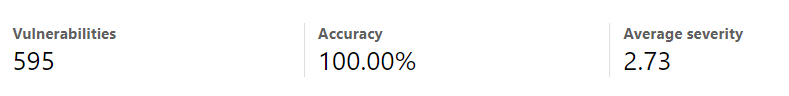 Vulnerabilities
595
Accuracy
100.00%
Average severity
2.73